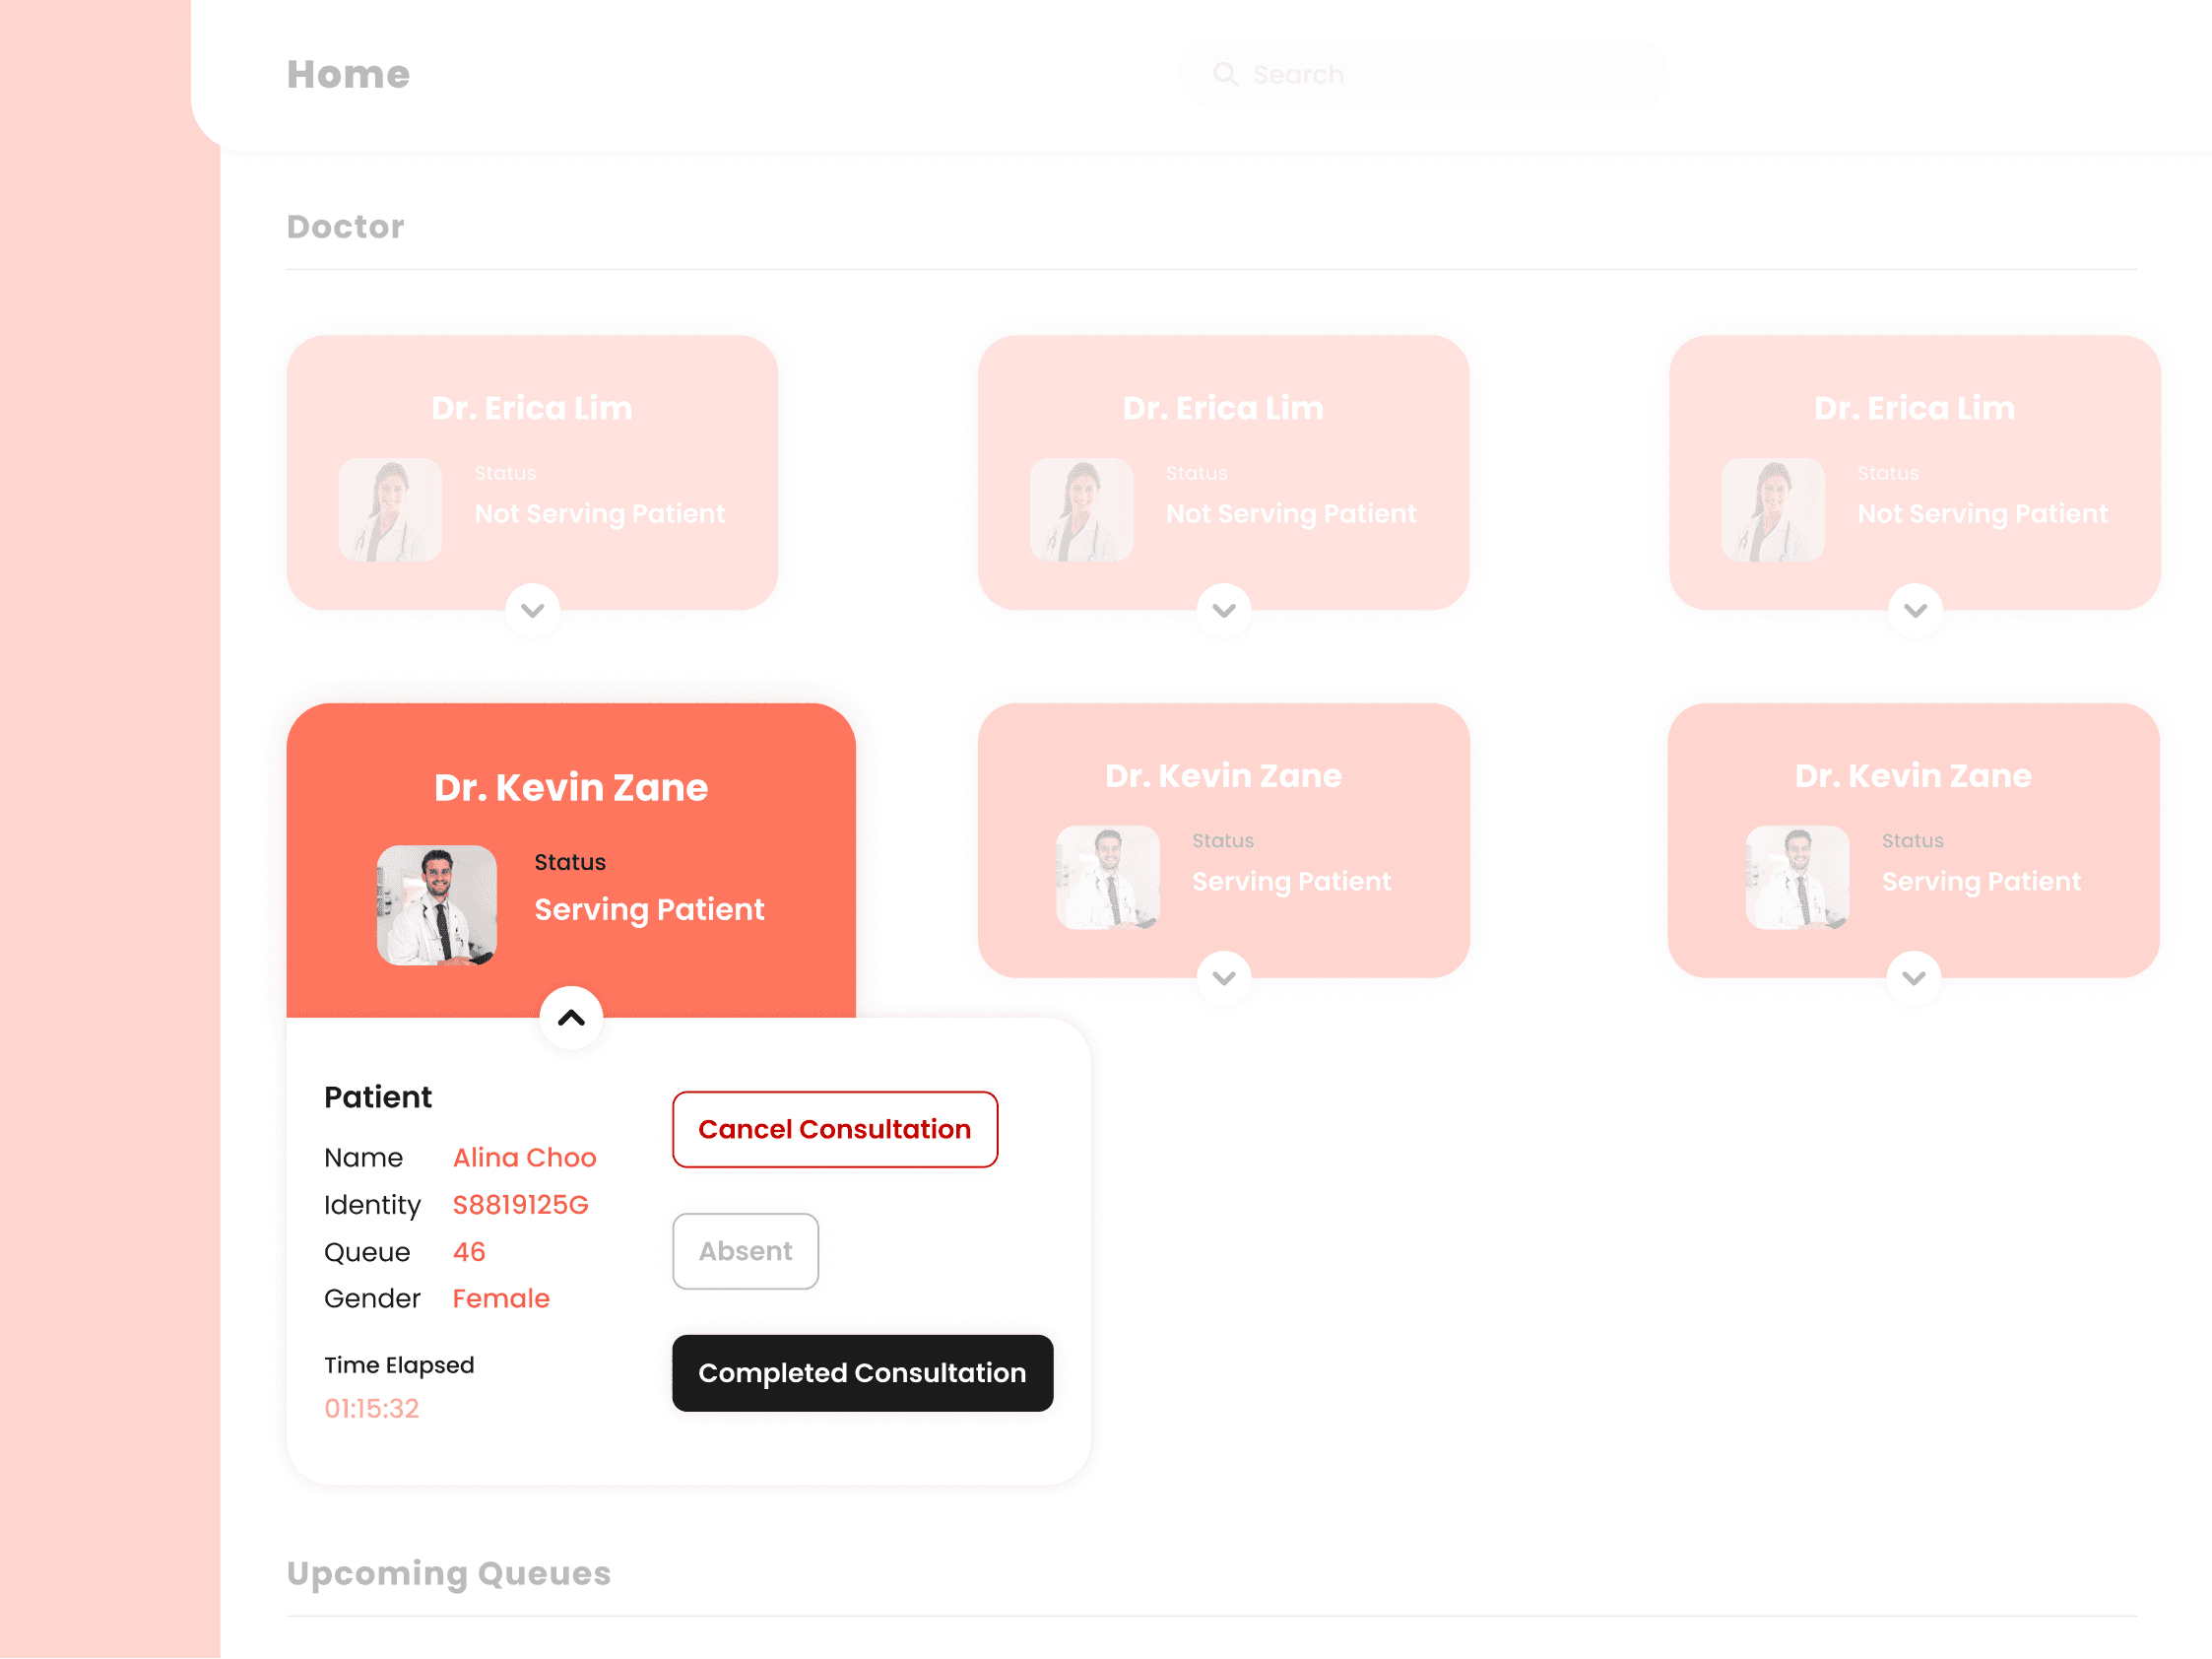 Home
Search
Doctor
Dr. Erica Lim
Status
Not Serving Patient
Dr. Erica Lim
Status
Not Serving Patient
Dr. Erica Lim
Status
Not Serving Patient
Dr. Kevin Zane
Status
Serving Patient
Dr. Kevin Zane
Status
Serving Patient
Dr. Kevin Zane
Status
Serving Patient
Patient
Name Alina Choo
Identity S8819125G
Queue 46
Gender Female
Time Elapsed
01:15:32
Cancel Consultation
Absent
Completed Consultation
Upcoming Queues